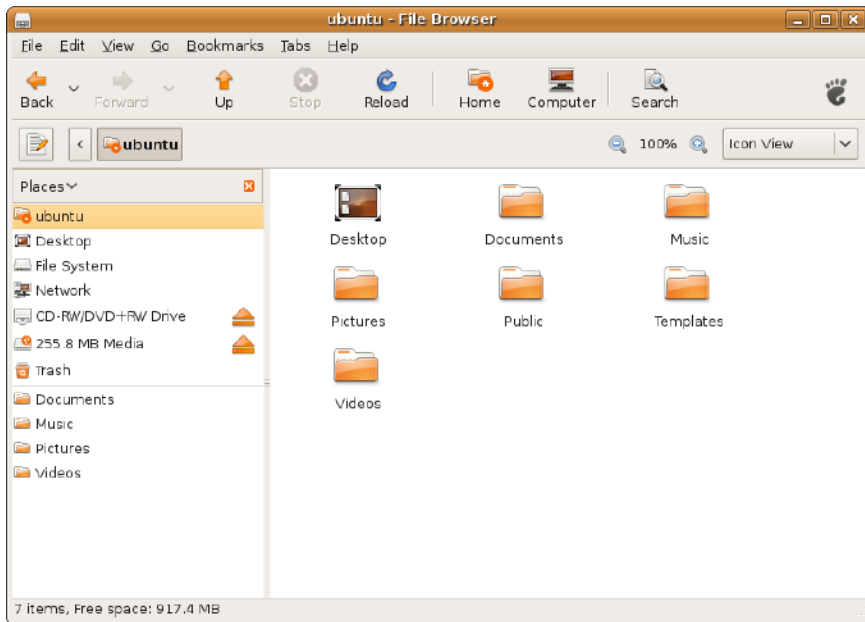 ubuntu - File Browser
File Edit View Go Bookmarks Tabs Help
Back Forward Up Stop Reload Home Computer Search
ubuntu 100% Icon View
Places
ubuntu
Desktop
File System
Network
CD-RW/DVD+RW Drive
255.8 MB Media
Trash
Documents
Music
Pictures
Videos
Desktop Documents Music
Pictures Public Templates
Videos
7 items, Free space: 917.4 MB